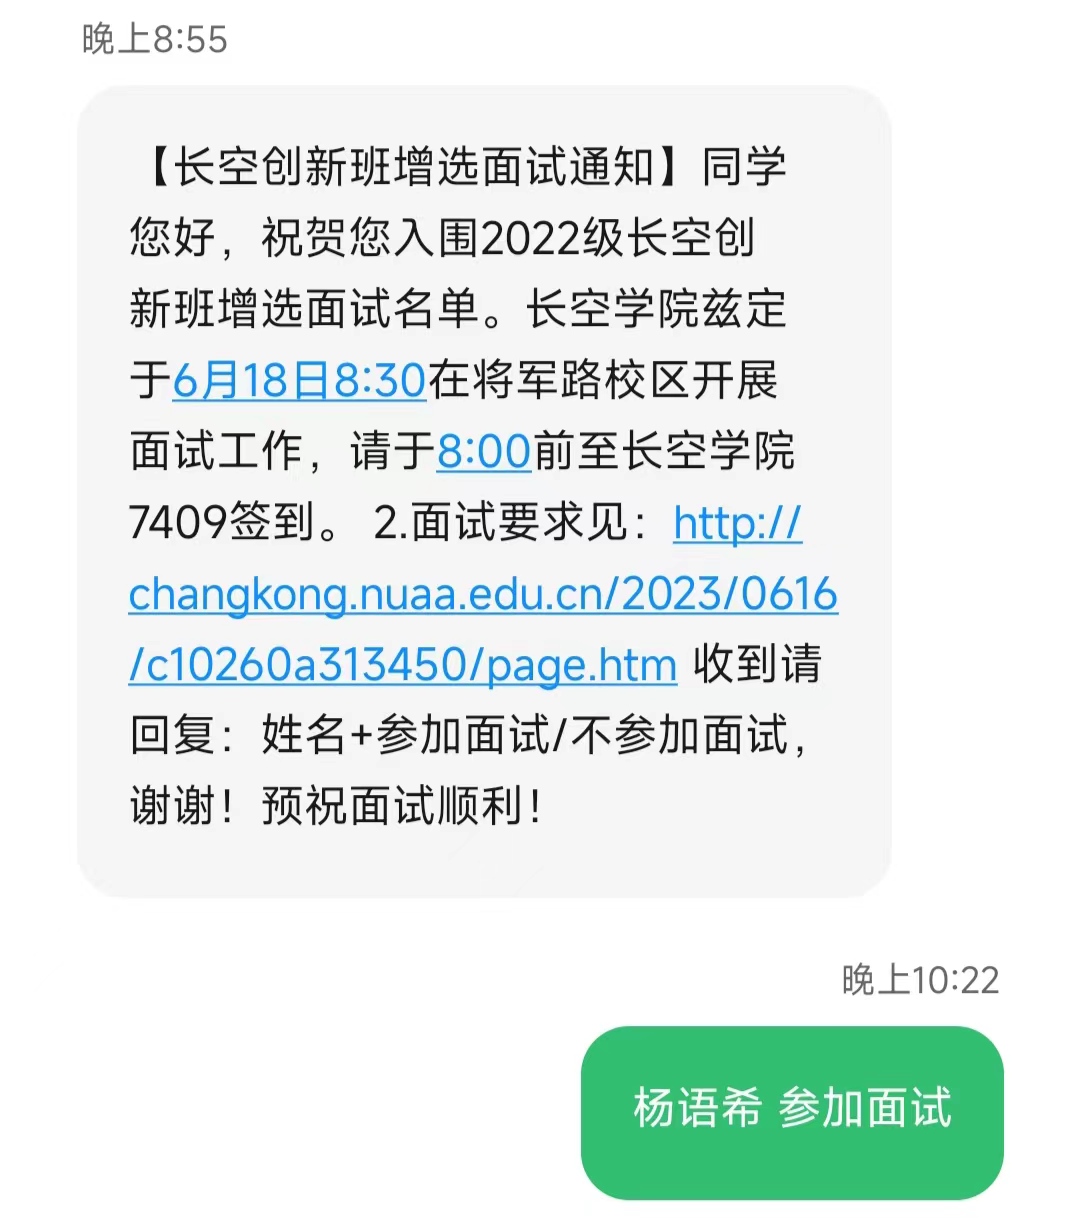 晚上8:55
【长空创新班增选面试通知】同学
您好，祝贺您入围2022级长空创
新班增选面试名单。长空学院兹定
于6月18日8:30在将军路校区开展
面试工作，请于8:00前至长空学院
7409签到。 2.面试要求见：http://
changkong.nuaa.edu.cn/2023/0616
/c10260a313450/page.htm 收到请
回复：姓名+参加面试/不参加面试，
谢谢！预祝面试顺利！
晚上10:22
杨语希 参加面试